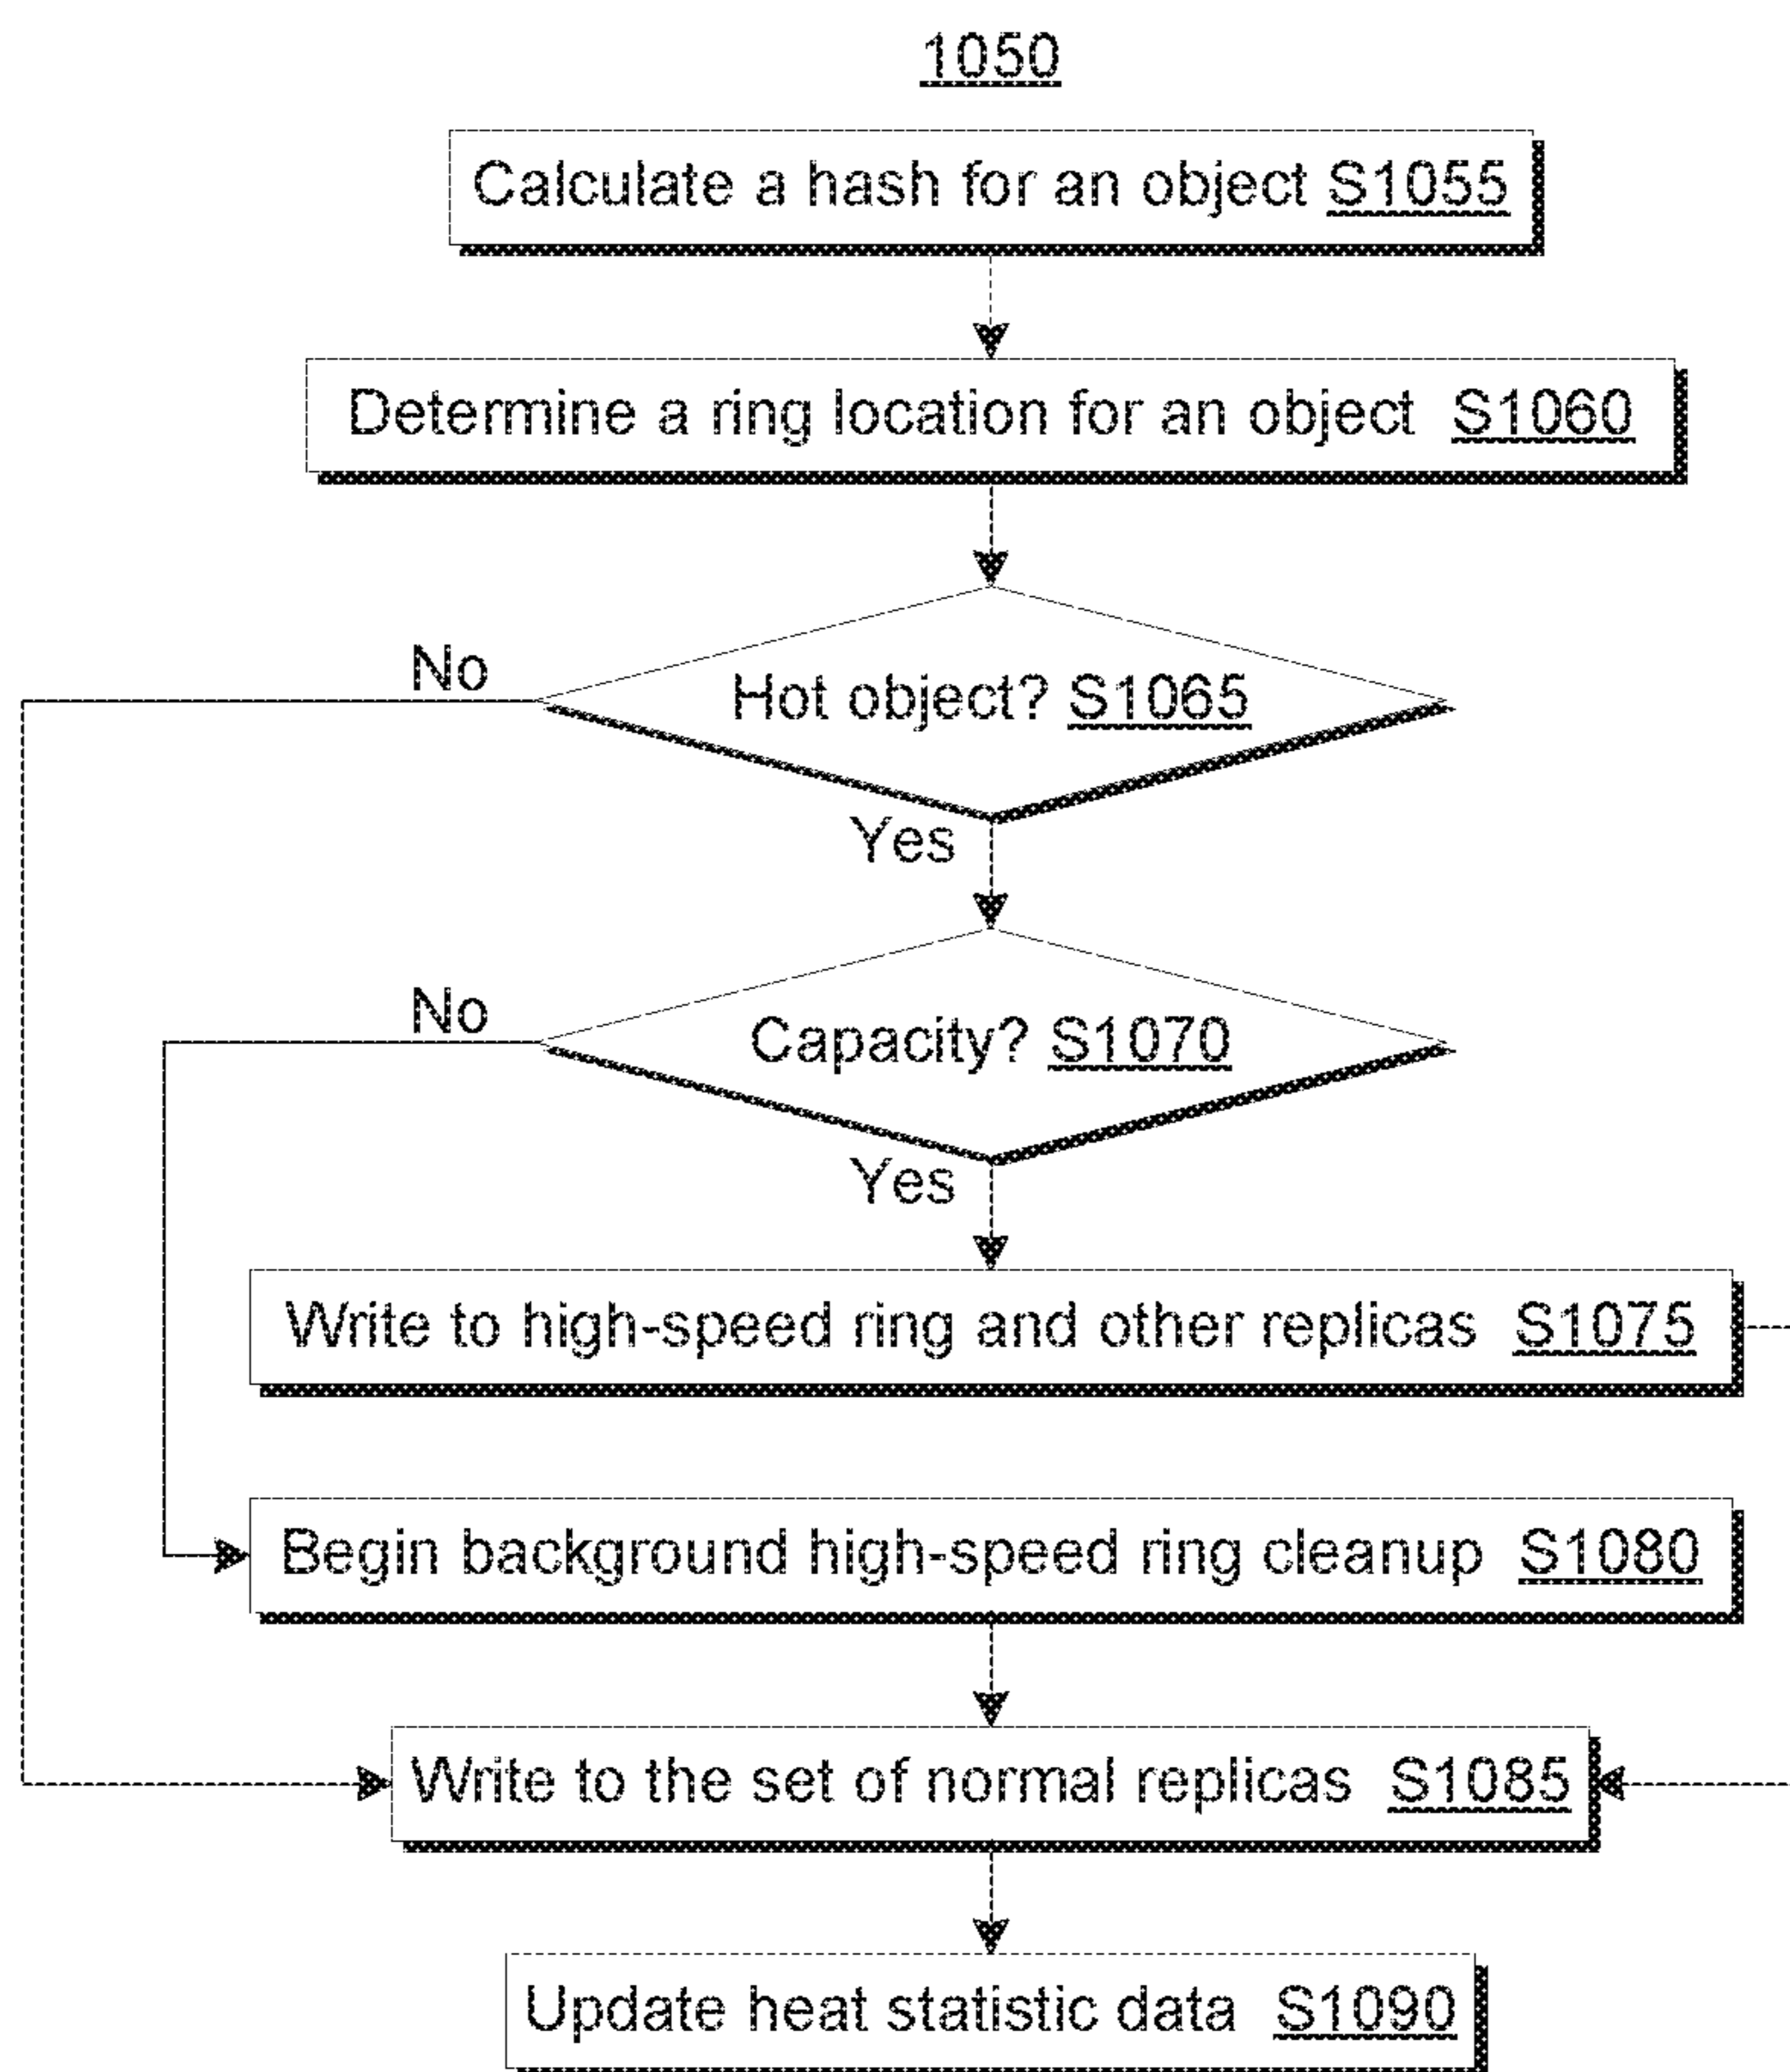 1050
Calculate a hash for an object S1055
Determine a ring location for an object S1060
No
Hot object? S1065
Yes
No
Capacity? S1070
Yes
Write to high-speed ring and other replicas S1075
Begin background high-speed ring cleanup S1080
Write to the set of normal replicas S1085
Update heat statistic data S1090